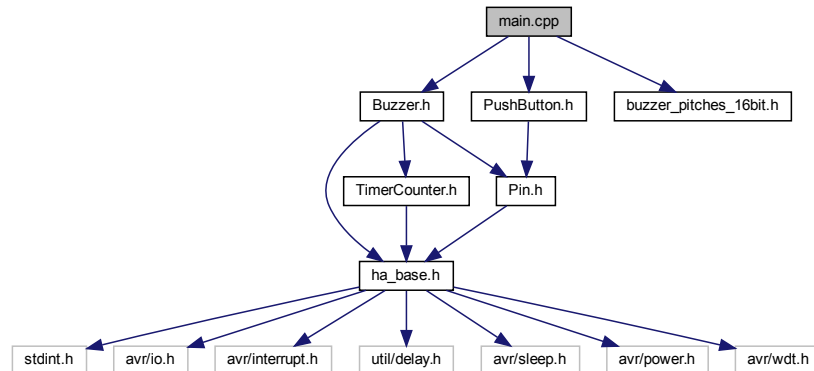 main.cpp
Buzzer.h
PushButton.h
buzzer_pitches_16bit.h
TimerCounter.h
Pin.h
ha_base.h
stdint.h
avr/io.h
avr/interrupt.h
util/delay.h
avr/sleep.h
avr/power.h
avr/wdt.h